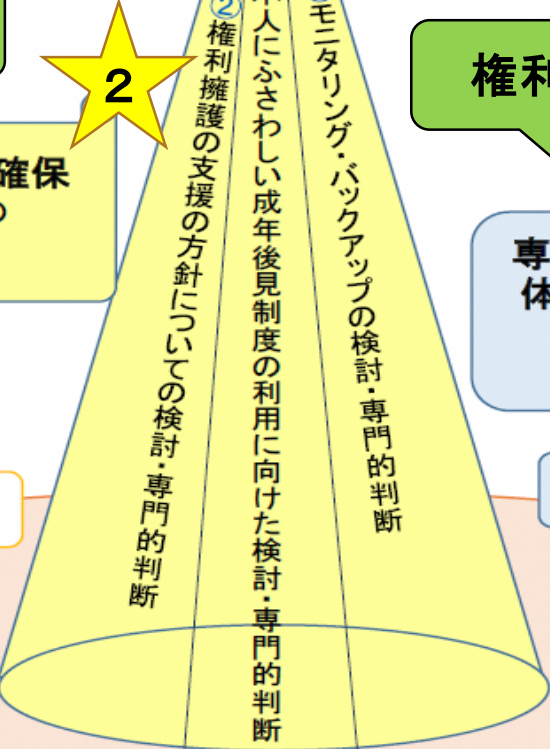 2
確保
の
②権利擁護の支援の方針についての検討・専門的判断
本人にふさわしい成年後見制度の利用に向けた検討・専門的判断
モニタリング・バックアップの検討・専門的判断
権利
専
体